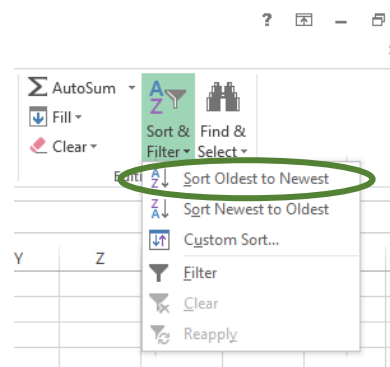 ?
AutoSum
Fill
Clear
Sort & Filter
Find & Select
Sort Oldest to Newest
Sort Newest to Oldest
Custom Sort...
Filter
Clear
Reapply
Y Z